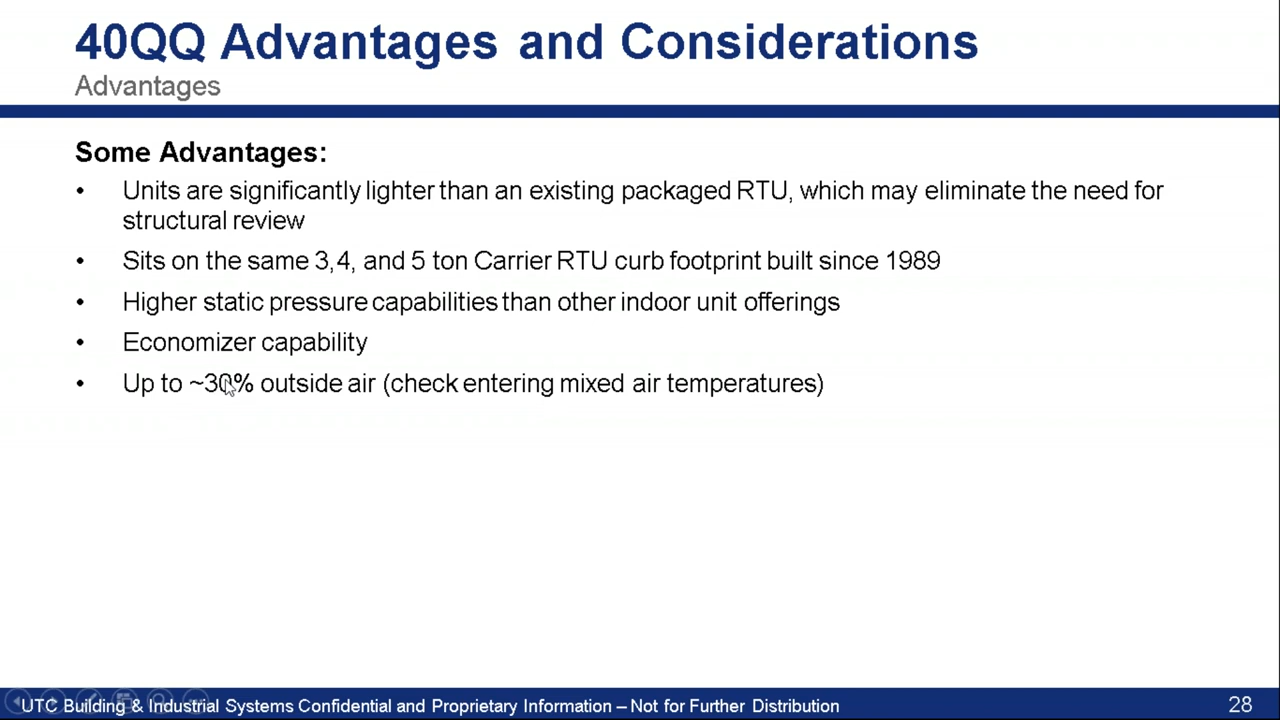 40QQ Advantages and Considerations
Advantages
Some Advantages:
• Units are significantly lighter than an existing packaged RTU, which may eliminate the need for
structural review
• Sits on the same 3,4, and 5 ton Carrier RTU curb footprint built since 1989
• Higher static pressure capabilities than other indoor unit offerings
• Economizer capability
• Up to ~30% outside air (check entering mixed air temperatures)
UTC Building & Industrial Systems Confidential and Proprietary Information – Not for Further Distribution
28